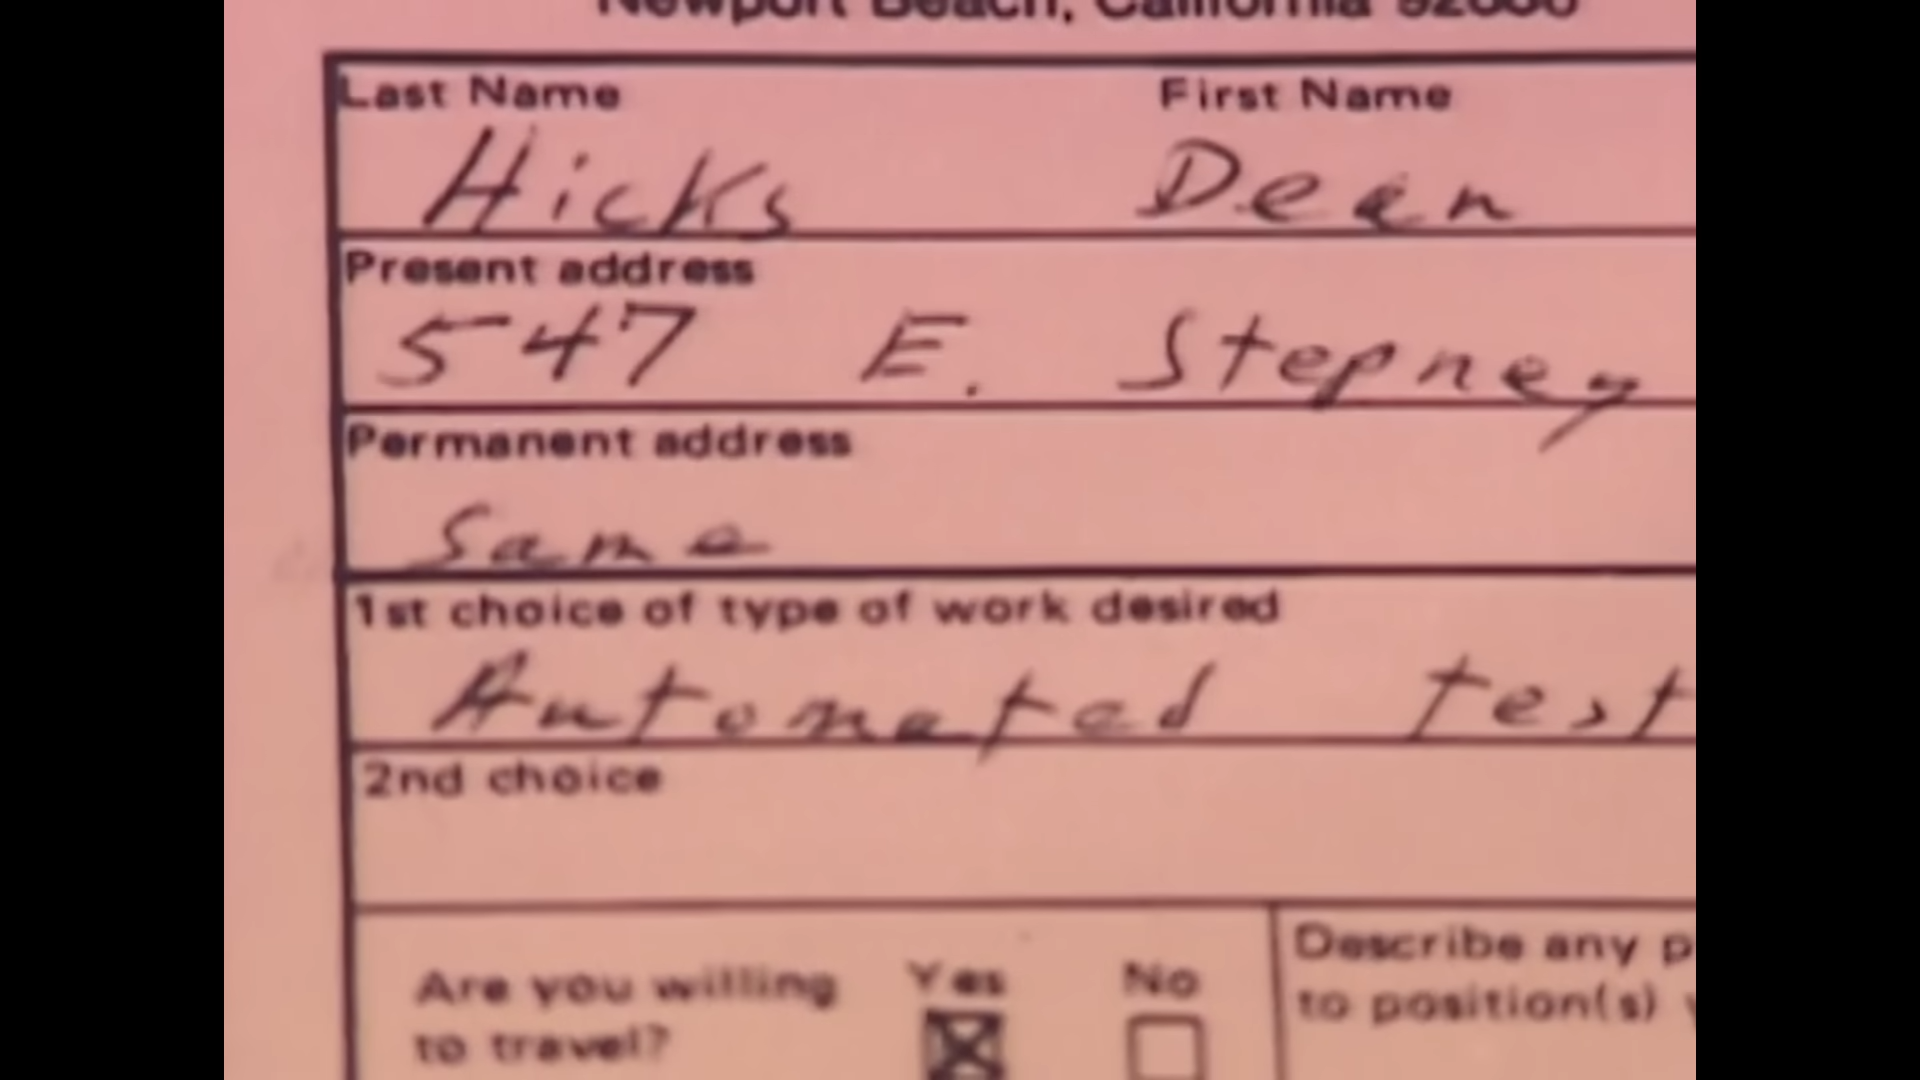 Newport Beach, California
Last Name First Name
Hicks Dean
Present address
547 E. Stepney
Permanent address
Same
1st choice of type of work desired
Automated test
2nd choice
Are you willing Yes No
to travel?
Describe any p
to position(s)